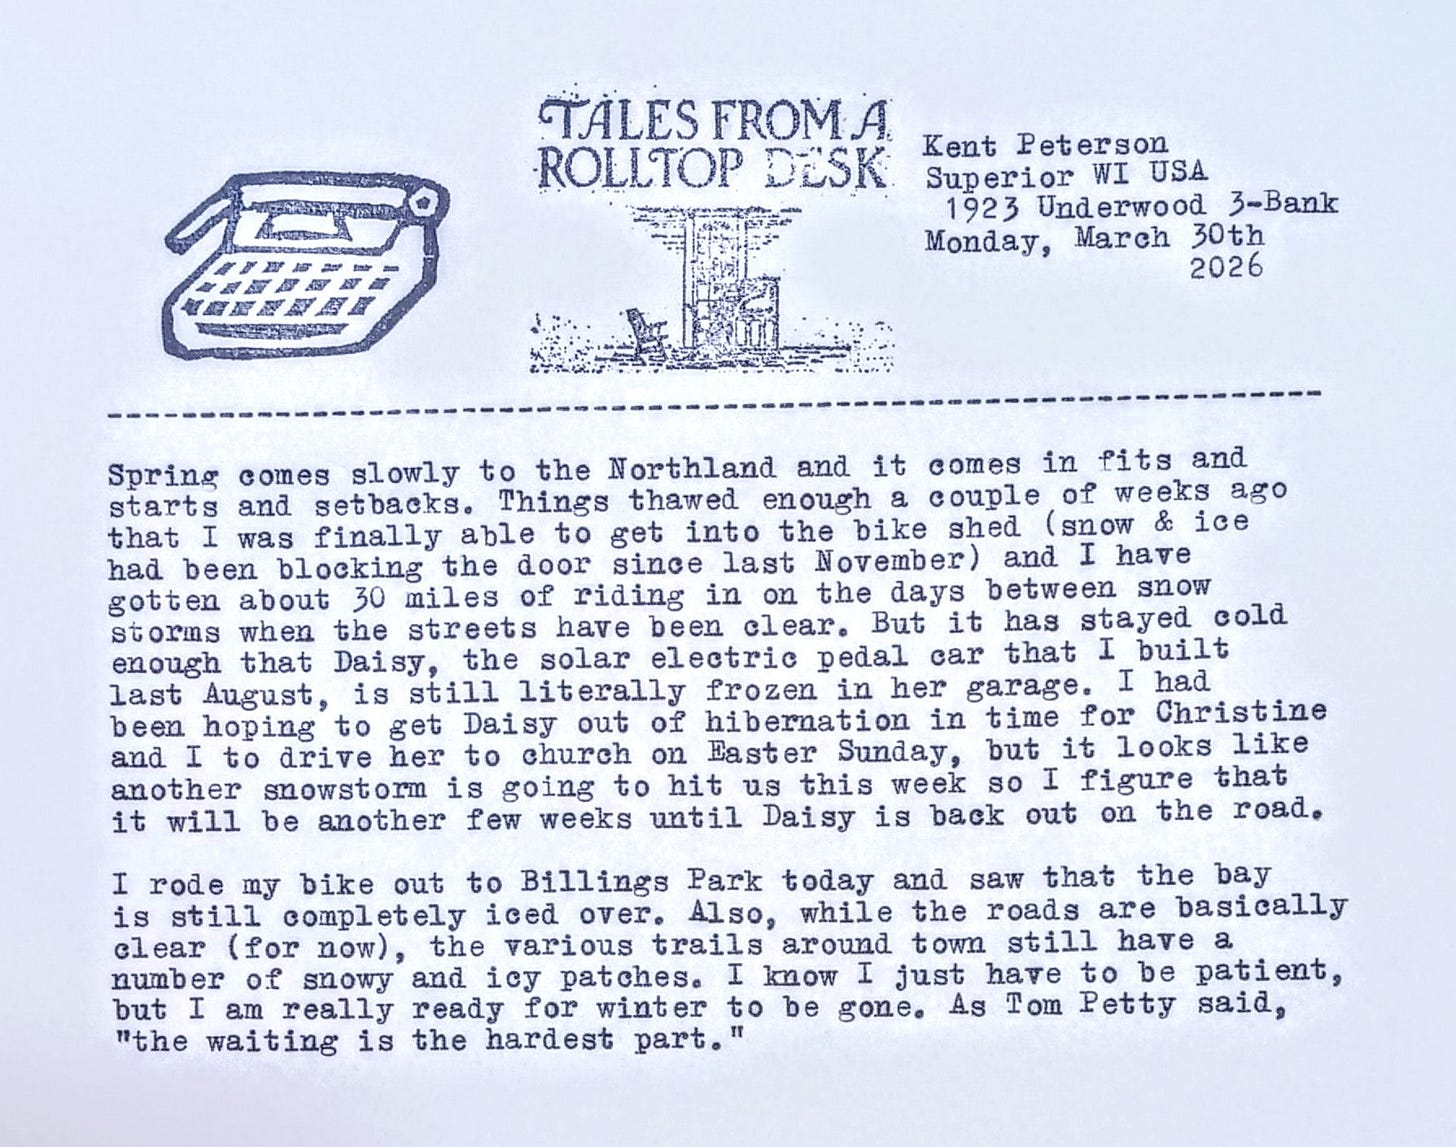 TALES FROM A
ROLLTOP DESK
Kent Peterson
Superior WI USA
1923 Underwood 3-Bank
Monday, March 30th
2026
Spring comes slowly to the Northland and it comes in fits and
starts and setbacks. Things thawed enough a couple of weeks ago
that I was finally able to get into the bike shed (snow & ice
had been blocking the door since last November) and I have
gotten about 30 miles of riding in on the days between snow
storms when the streets have been clear. But it has stayed cold
enough that Daisy, the solar electric pedal car that I built
last August, is still literally frozen in her garage. I had
been hoping to get Daisy out of hibernation in time for Christine
and I to drive her to church on Easter Sunday, but it looks like
another snowstorm is going to hit us this week so I figure that
it will be another few weeks until Daisy is back out on the road.
I rode my bike out to Billings Park today and saw that the bay
is still completely iced over. Also, while the roads are basically
clear (for now), the various trails around town still have a
number of snowy and icy patches. I know I just have to be patient,
but I am really ready for winter to be gone. As Tom Petty said,
"the waiting is the hardest part."